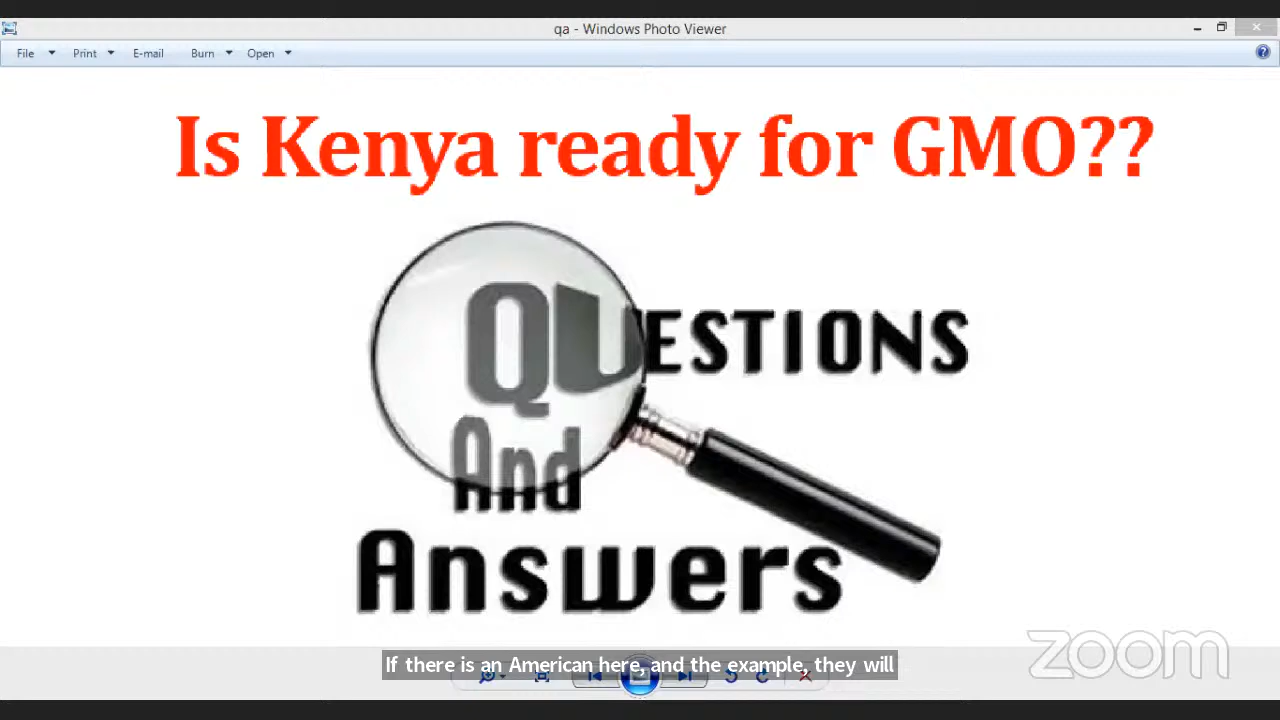 qa - Windows Photo Viewer
File Print E-mail Burn Open
Is Kenya ready for GMO??
QUESTIONS
And
Answers
zoom
If there is an American here, and the example, they will